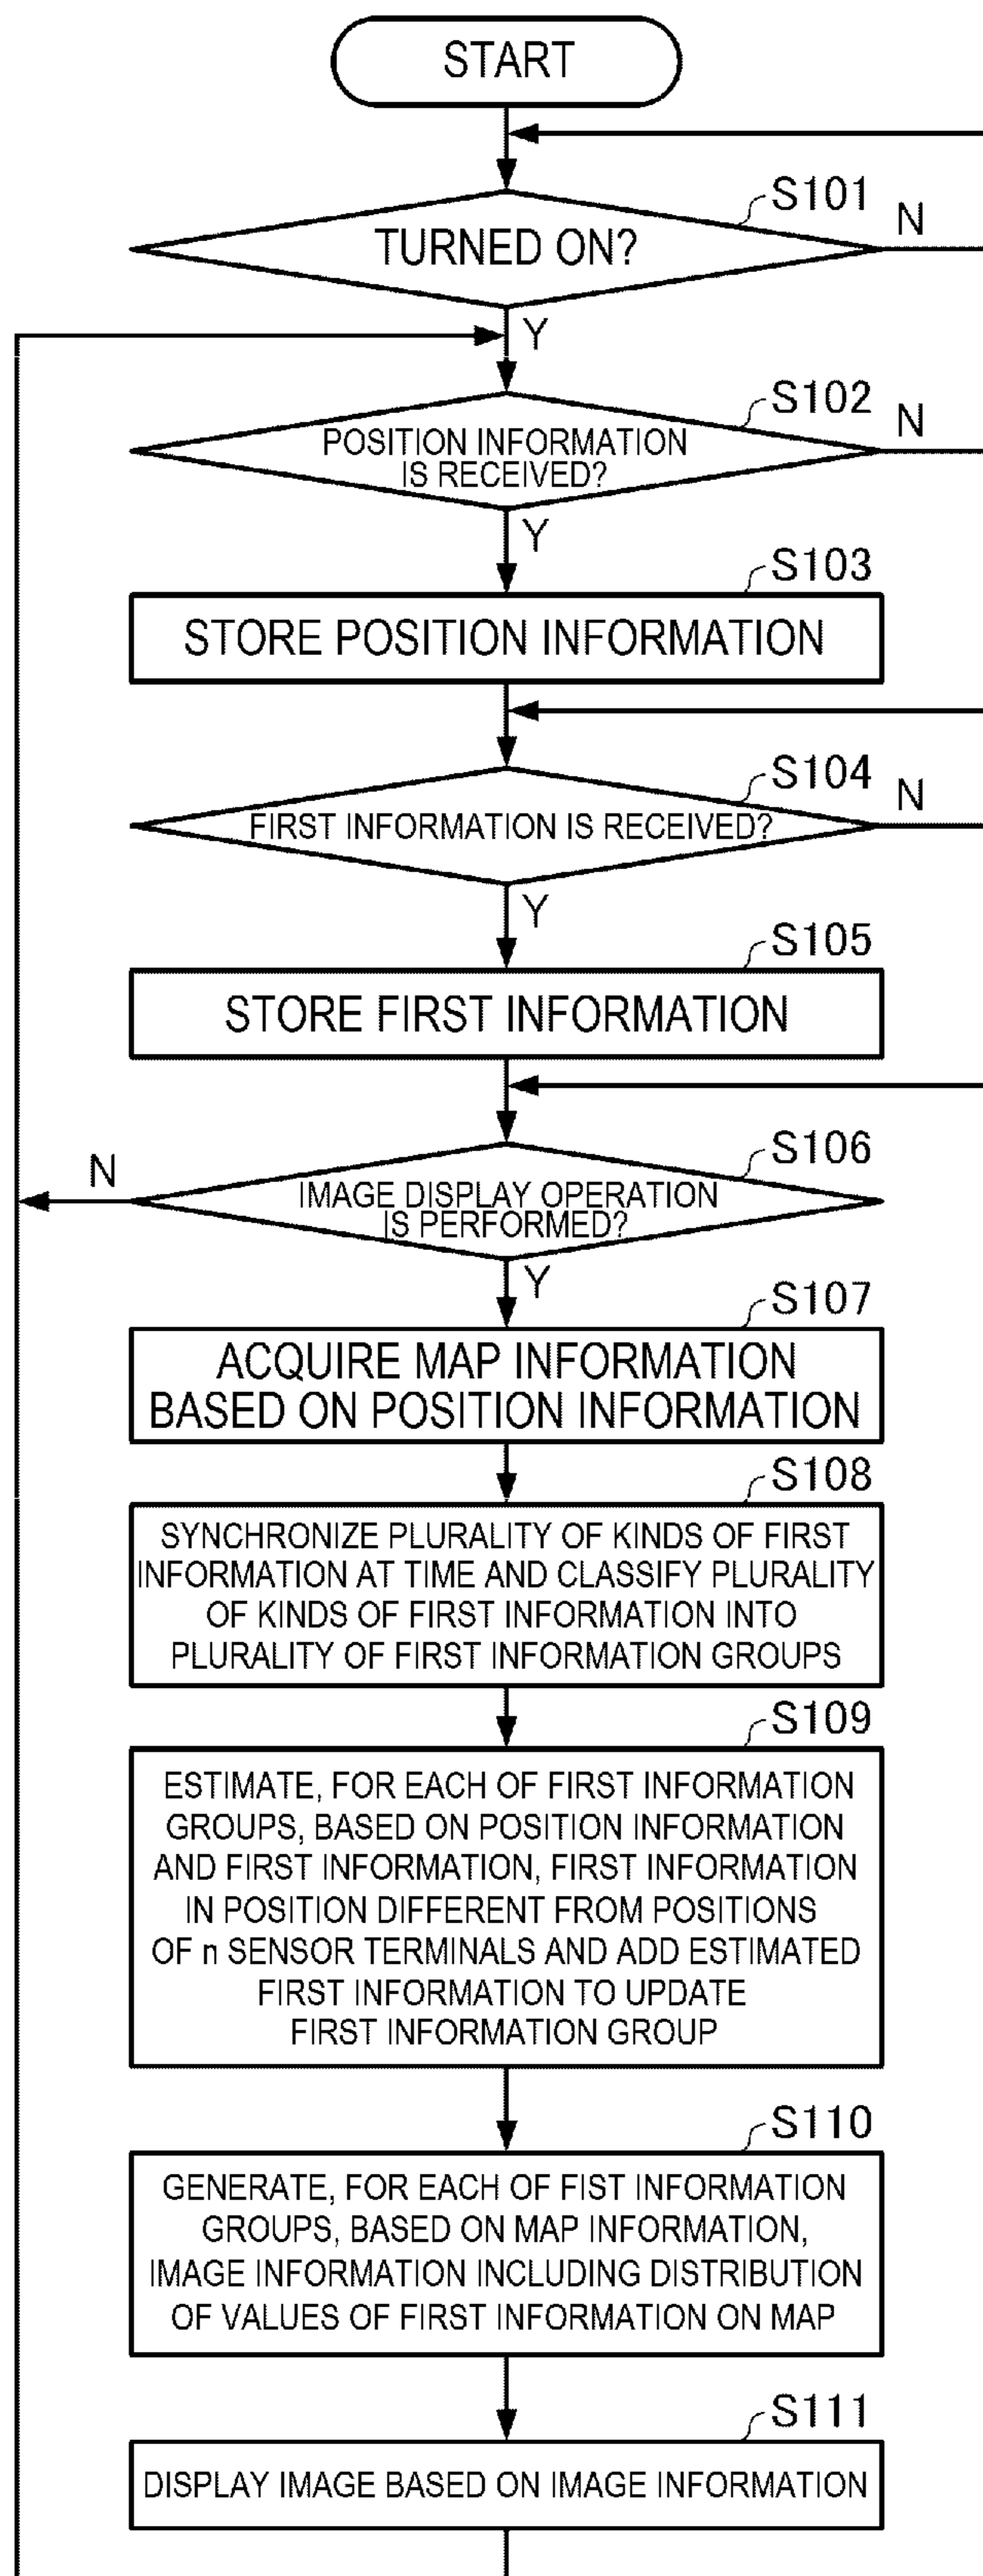 START
S101
TURNED ON?
N
Y
S102
POSITION INFORMATION
IS RECEIVED?
N
Y
S103
STORE POSITION INFORMATION
S104
FIRST INFORMATION IS RECEIVED?
N
Y
S105
STORE FIRST INFORMATION
S106
N
IMAGE DISPLAY OPERATION
IS PERFORMED?
Y
S107
ACQUIRE MAP INFORMATION
BASED ON POSITION INFORMATION
S108
SYNCHRONIZE PLURALITY OF KINDS OF FIRST
INFORMATION AT TIME AND CLASSIFY PLURALITY
OF KINDS OF FIRST INFORMATION INTO
PLURALITY OF FIRST INFORMATION GROUPS
S109
ESTIMATE, FOR EACH OF FIRST INFORMATION
GROUPS, BASED ON POSITION INFORMATION
AND FIRST INFORMATION, FIRST INFORMATION
IN POSITION DIFFERENT FROM POSITIONS
OF n SENSOR TERMINALS AND ADD ESTIMATED
FIRST INFORMATION TO UPDATE
FIRST INFORMATION GROUP
S110
GENERATE, FOR EACH OF FIST INFORMATION
GROUPS, BASED ON MAP INFORMATION,
IMAGE INFORMATION INCLUDING DISTRIBUTION
OF VALUES OF FIRST INFORMATION ON MAP
S111
DISPLAY IMAGE BASED ON IMAGE INFORMATION